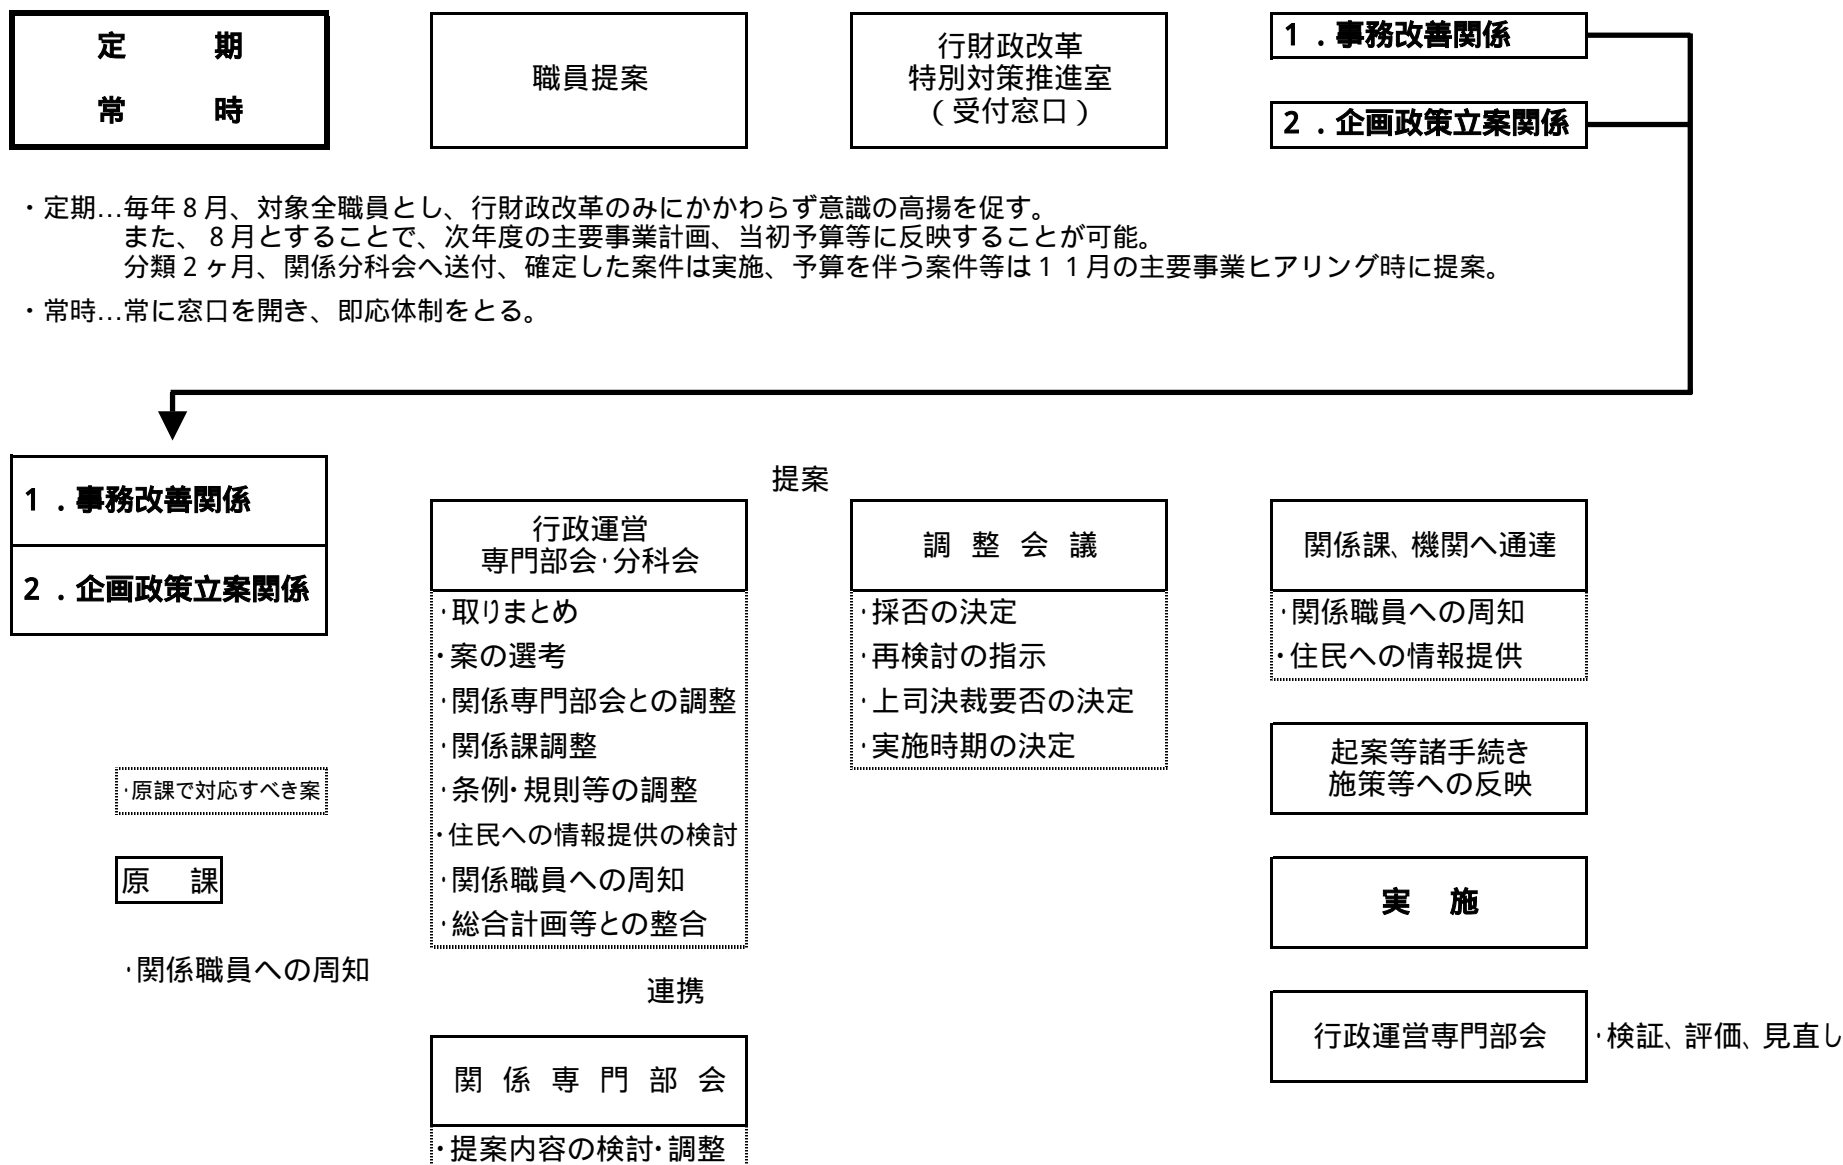 定　　　期
常　　　時
職員提案
行財政改革
特別対策推進室
（受付窓口）
１．事務改善関係
２．企画政策立案関係
・定期…毎年８月、対象全職員とし、行財政改革のみにかかわらず意識の高揚を促す。
また、８月とすることで、次年度の主要事業計画、当初予算等に反映することが可能。
分類２ヶ月、関係分科会へ送付、確定した案件は実施、予算を伴う案件等は１１月の主要事業ヒアリング時に提案。
・常時…常に窓口を開き、即応体制をとる。
１．事務改善関係
２．企画政策立案関係
・原課で対応すべき案
原　課
・関係職員への周知
行政運営
専門部会・分科会
・取りまとめ
・案の選考
・関係専門部会との調整
・関係課調整
・条例・規則等の調整
・住民への情報提供の検討
・関係職員への周知
・総合計画等との整合
連携
関係専門部会
・提案内容の検討・調整
提案
調整会議
・採否の決定
・再検討の指示
・上司決裁要否の決定
・実施時期の決定
関係課、機関へ通達
・関係職員への周知
・住民への情報提供
起案等諸手続き
施策等への反映
実　施
行政運営専門部会
・検証、評価、見直し